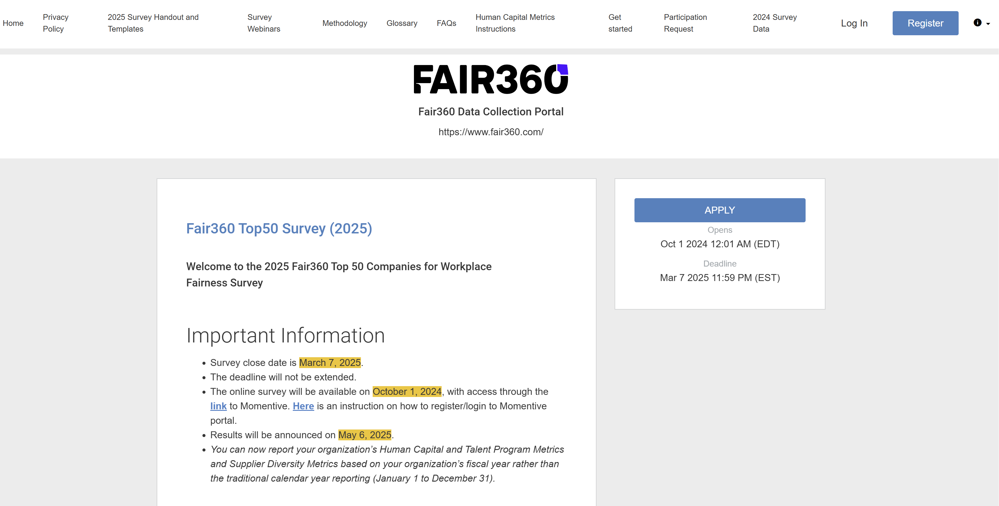 Home
Privacy Policy
2025 Survey Handout and Templates
Survey Webinars
Methodology
Glossary
FAQs
Human Capital Metrics Instructions
Get started
Participation Request
2024 Survey Data
Log In
Register
FAIR360
Fair360 Data Collection Portal
https://www.fair360.com/
Fair360 Top50 Survey (2025)
Welcome to the 2025 Fair360 Top 50 Companies for Workplace
Fairness Survey
Important Information
• Survey close date is March 7, 2025.
• The deadline will not be extended.
• The online survey will be available on October 1, 2024, with access through the
link to Momentive. Here is an instruction on how to register/login to Momentive
portal.
• Results will be announced on May 6, 2025.
• You can now report your organization’s Human Capital and Talent Program Metrics
and Supplier Diversity Metrics based on your organization’s fiscal year rather than
the traditional calendar year reporting (January 1 to December 31).
APPLY
Opens
Oct 1 2024 12:01 AM (EDT)
Deadline
Mar 7 2025 11:59 PM (EST)